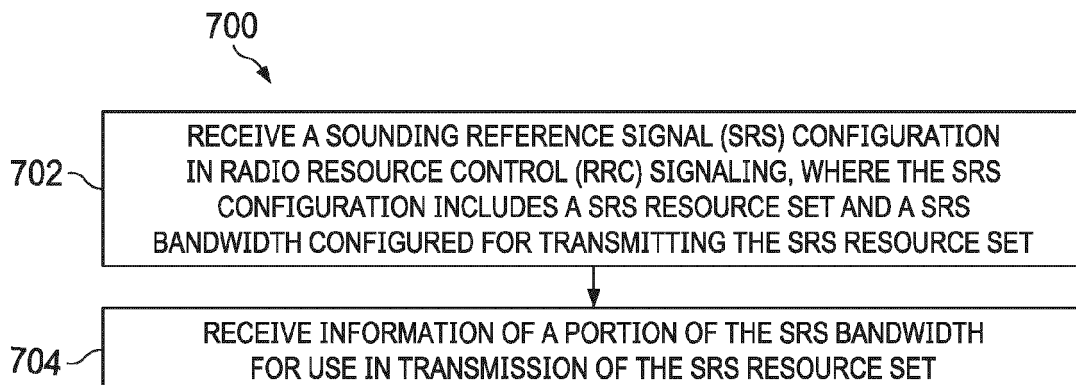 700
702
RECEIVE A SOUNDING REFERENCE SIGNAL (SRS) CONFIGURATION
IN RADIO RESOURCE CONTROL (RRC) SIGNALING, WHERE THE SRS
CONFIGURATION INCLUDES A SRS RESOURCE SET AND A SRS
BANDWIDTH CONFIGURED FOR TRANSMITTING THE SRS RESOURCE SET
704
RECEIVE INFORMATION OF A PORTION OF THE SRS BANDWIDTH
FOR USE IN TRANSMISSION OF THE SRS RESOURCE SET